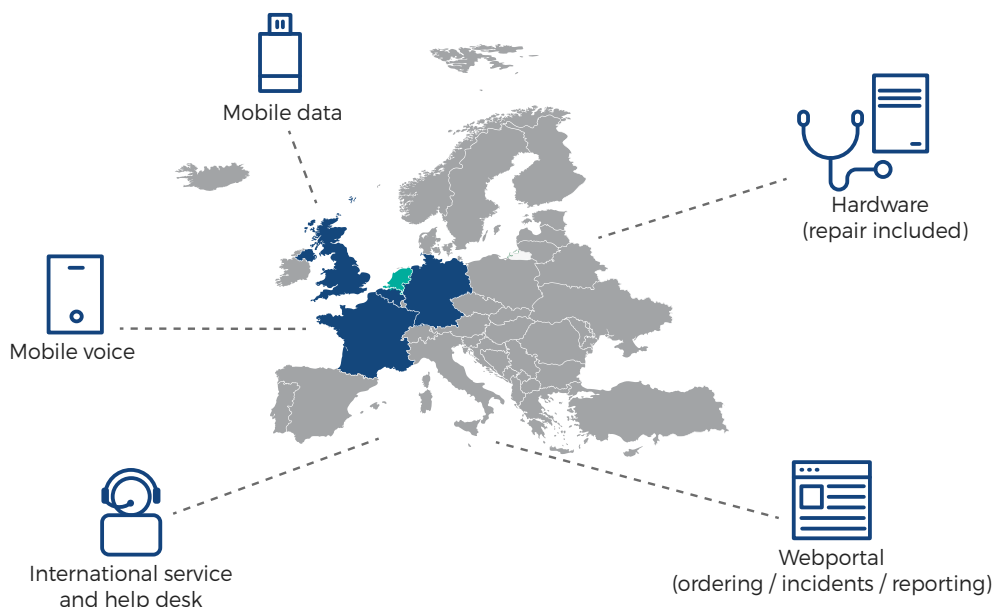 Mobile data
Hardware
(repair included)
Mobile voice
International service
and help desk
Webportal
(ordering / incidents / reporting)